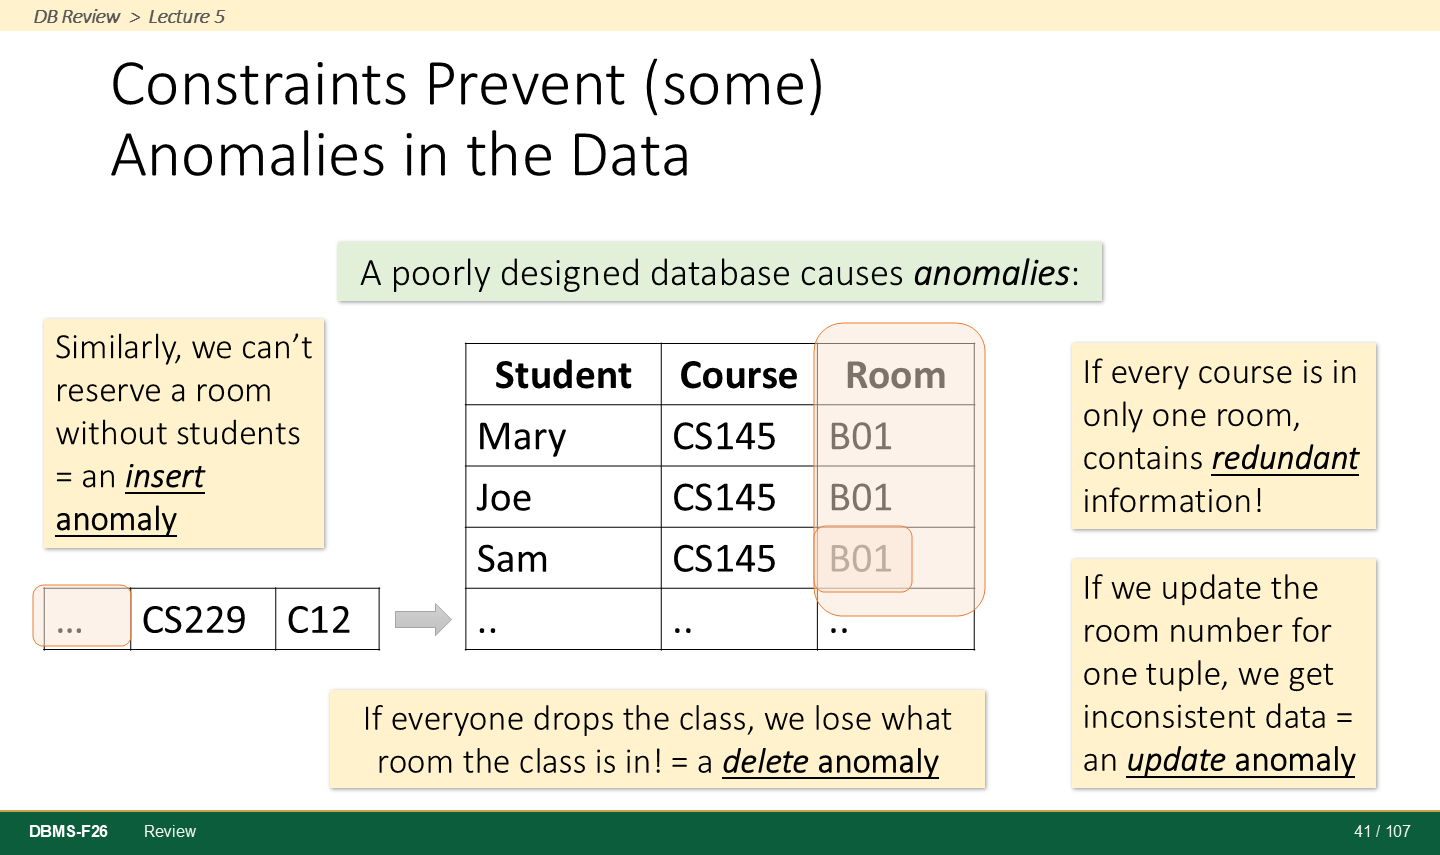 DB Review > Lecture 5
Constraints Prevent (some)
Anomalies in the Data
A poorly designed database causes anomalies:
Similarly, we can’t
reserve a room
without students
= an insert
anomaly
... CS229 C12
Student Course Room
Mary CS145 B01
Joe CS145 B01
Sam CS145 B01
.. .. ..
If every course is in
only one room,
contains redundant
information!
If we update the
room number for
one tuple, we get
inconsistent data =
an update anomaly
If everyone drops the class, we lose what
room the class is in! = a delete anomaly
DBMS-F26 Review 41 / 107